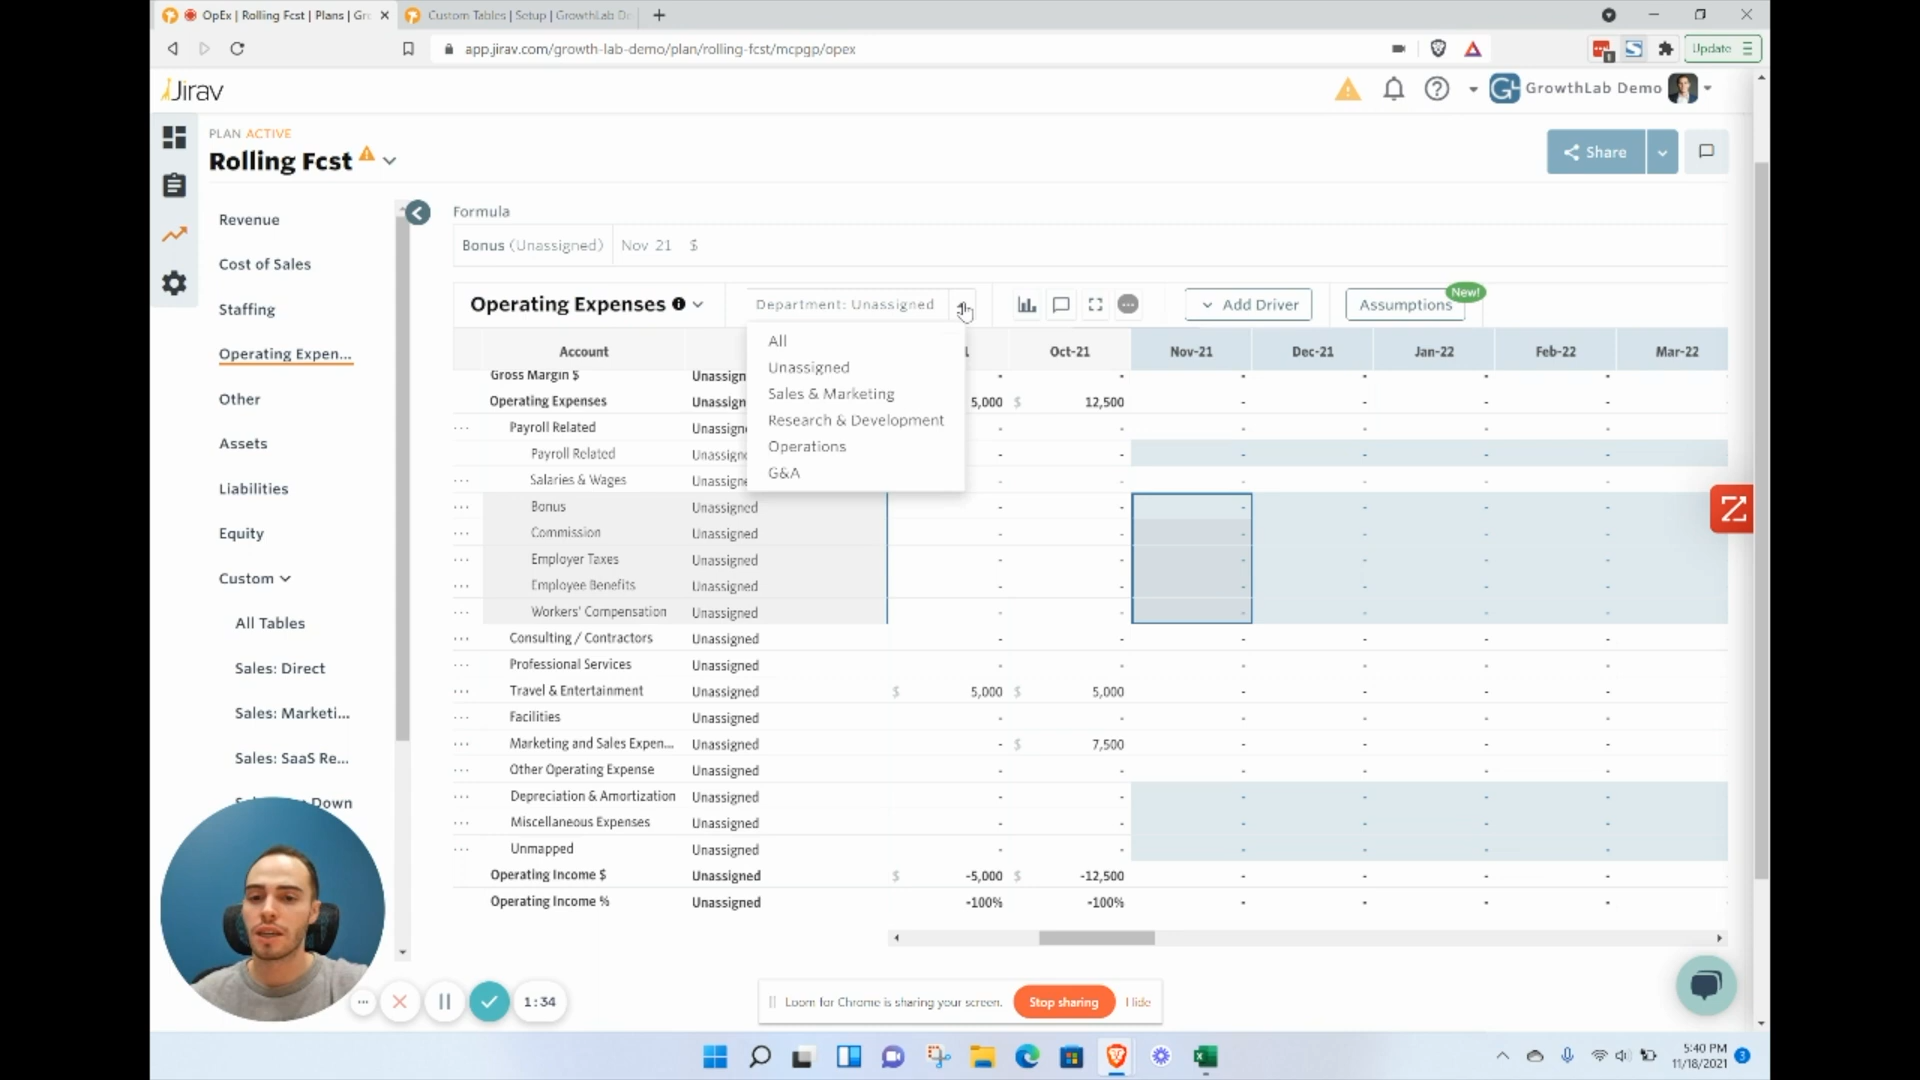 OpEx | Rolling Fcst | Plans | Gr
Custom Tables | Setup | GrowthLab De
app.jirav.com/growth-lab-demo/plan/rolling-fcst/mcpgp/opex
Update
Jirav
GrowthLab Demo
PLAN ACTIVE
Rolling Fcst
Share
Revenue
Cost of Sales
Staffing
Operating Expen...
Other
Assets
Liabilities
Equity
Custom
All Tables
Sales: Direct
Sales: Marketi...
Sales: SaaS Re...
Down
Formula
Bonus (Unassigned) Nov 21 $
Operating Expenses
Department: Unassigned
Add Driver
Assumptions
New!
All
Unassigned
Sales & Marketing
Research & Development
Operations
G&A
Account Oct-21 Nov-21 Dec-21 Jan-22 Feb-22 Mar-22
Gross Margin $ Unassign - - - - - - -
Operating Expenses Unassign 5,000 $ 12,500 - - - - -
... Payroll Related Unassign - - - - - - -
... Payroll Related Unassign - - - - - - -
... Salaries & Wages Unassign - - - - - - -
... Bonus Unassigned - - - - - - -
... Commission Unassigned - - - - - - -
... Employer Taxes Unassigned - - - - - - -
... Employee Benefits Unassigned - - - - - - -
... Workers' Compensation Unassigned - - - - - - -
... Consulting / Contractors Unassigned - - - - - - -
... Professional Services Unassigned - - - - - - -
... Travel & Entertainment Unassigned $ 5,000 $ 5,000 - - - - -
... Facilities Unassigned - - - - - - -
... Marketing and Sales Expen... Unassigned - $ 7,500 - - - - -
... Other Operating Expense Unassigned - - - - - - -
... Depreciation & Amortization Unassigned - - - - - - -
... Miscellaneous Expenses Unassigned - - - - - - -
... Unmapped Unassigned - - - - - - -
Operating Income $ Unassigned $ -5,000 $ -12,500 - - - - -
Operating Income % Unassigned -100% -100% - - - - -
1:34
Loom for Chrome is sharing your screen.
Stop sharing
Hide
5:40 PM
11/18/2021
3